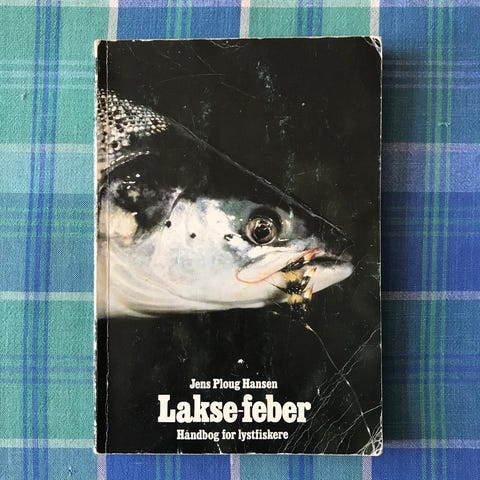 Jens Ploug Hansen
Lakse-feber
Håndbog for lystfiskere